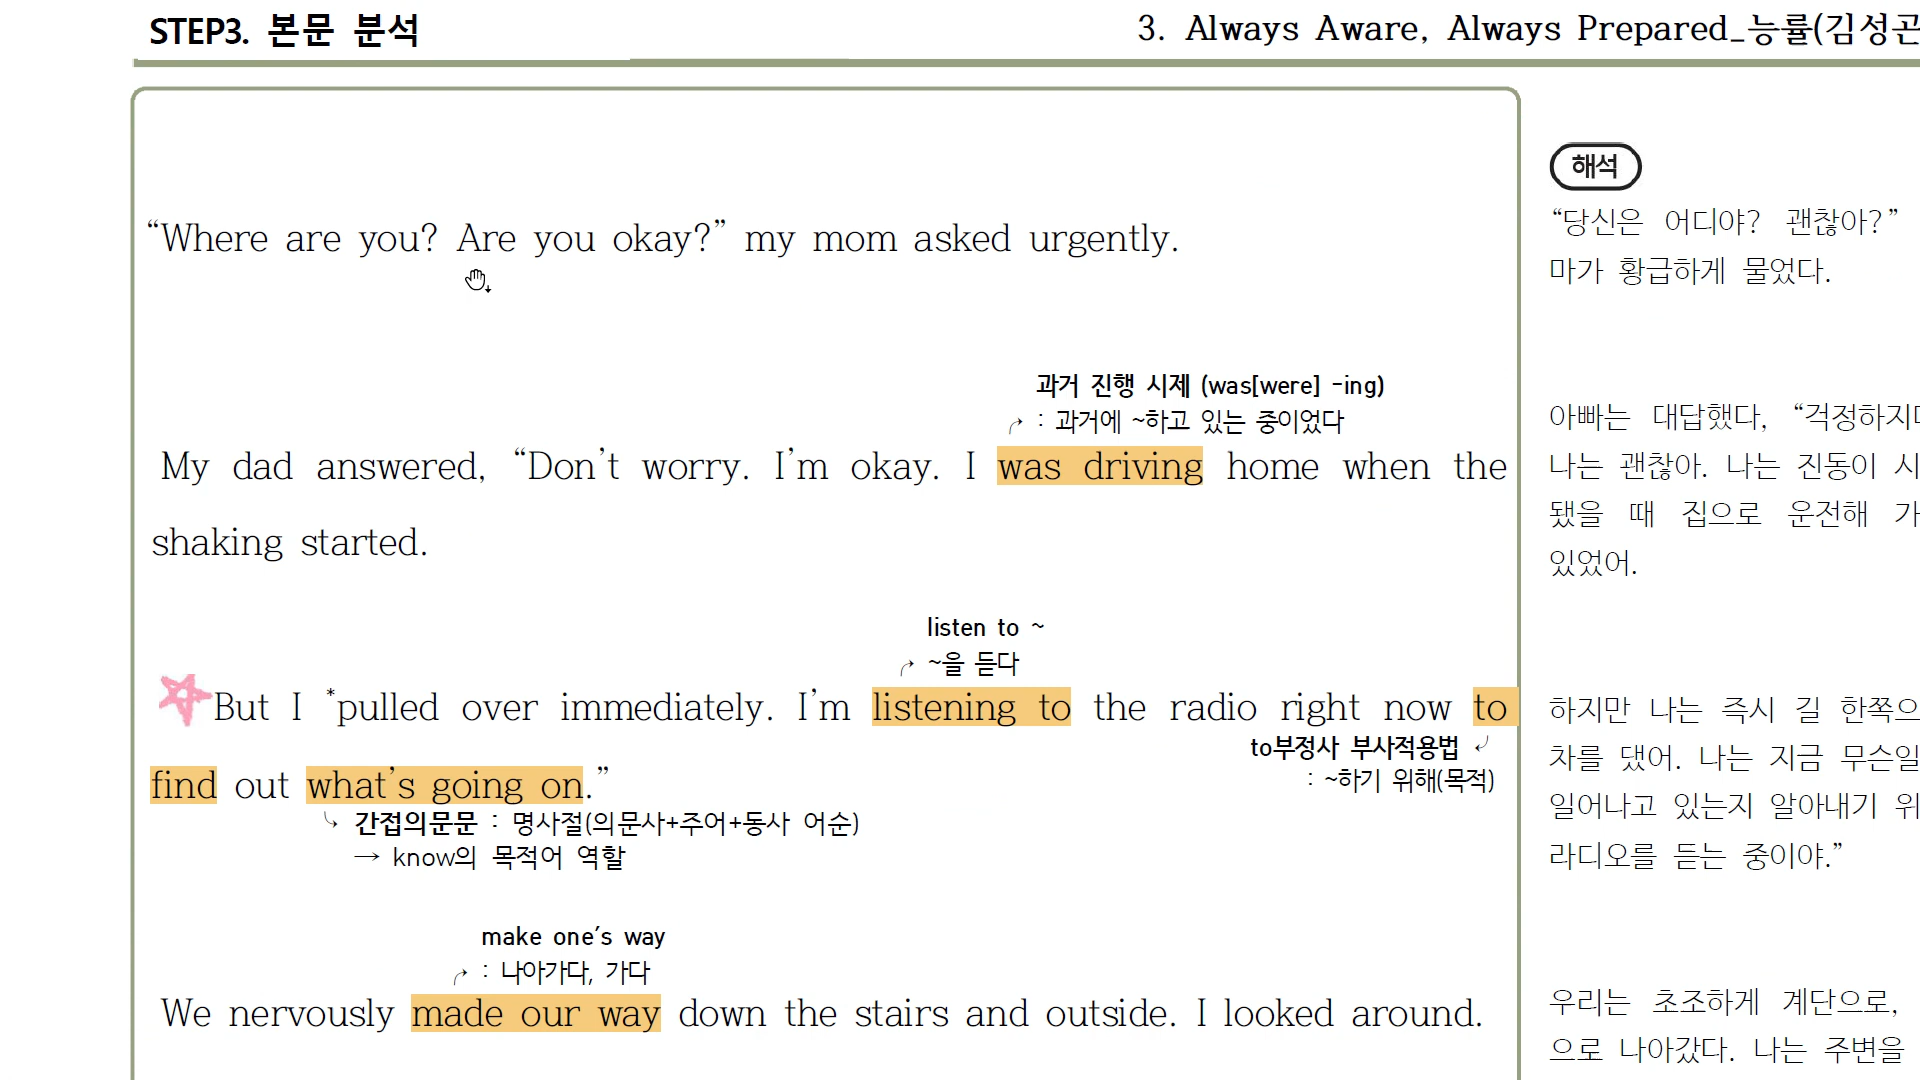 STEP3. 본문 분석
3. Always Aware, Always Prepared_능률(김성곤
해석
“Where are you? Are you okay?” my mom asked urgently.
“당신은 어디야? 괜찮아?”
마가 황급하게 물었다.
과거 진행 시제 (was[were] -ing)
: 과거에 ~하고 있는 중이었다
My dad answered, “Don’t worry. I’m okay. I was driving home when the
shaking started.
아빠는 대답했다, “걱정하지마
나는 괜찮아. 나는 진동이 시
됐을 때 집으로 운전해 가
있었어.
listen to ~
~을 듣다
But I *pulled over immediately. I’m listening to the radio right now to
to부정사 부사적용법
: ~하기 위해(목적)
find out what’s going on.”
간접의문문 : 명사절(의문사+주어+동사 어순)
→ know의 목적어 역할
하지만 나는 즉시 길 한쪽으
차를 댔어. 나는 지금 무슨일
일어나고 있는지 알아내기 위
라디오를 듣는 중이야.”
make one’s way
: 나아가다, 가다
We nervously made our way down the stairs and outside. I looked around.
우리는 초조하게 계단으로,
으로 나아갔다. 나는 주변을